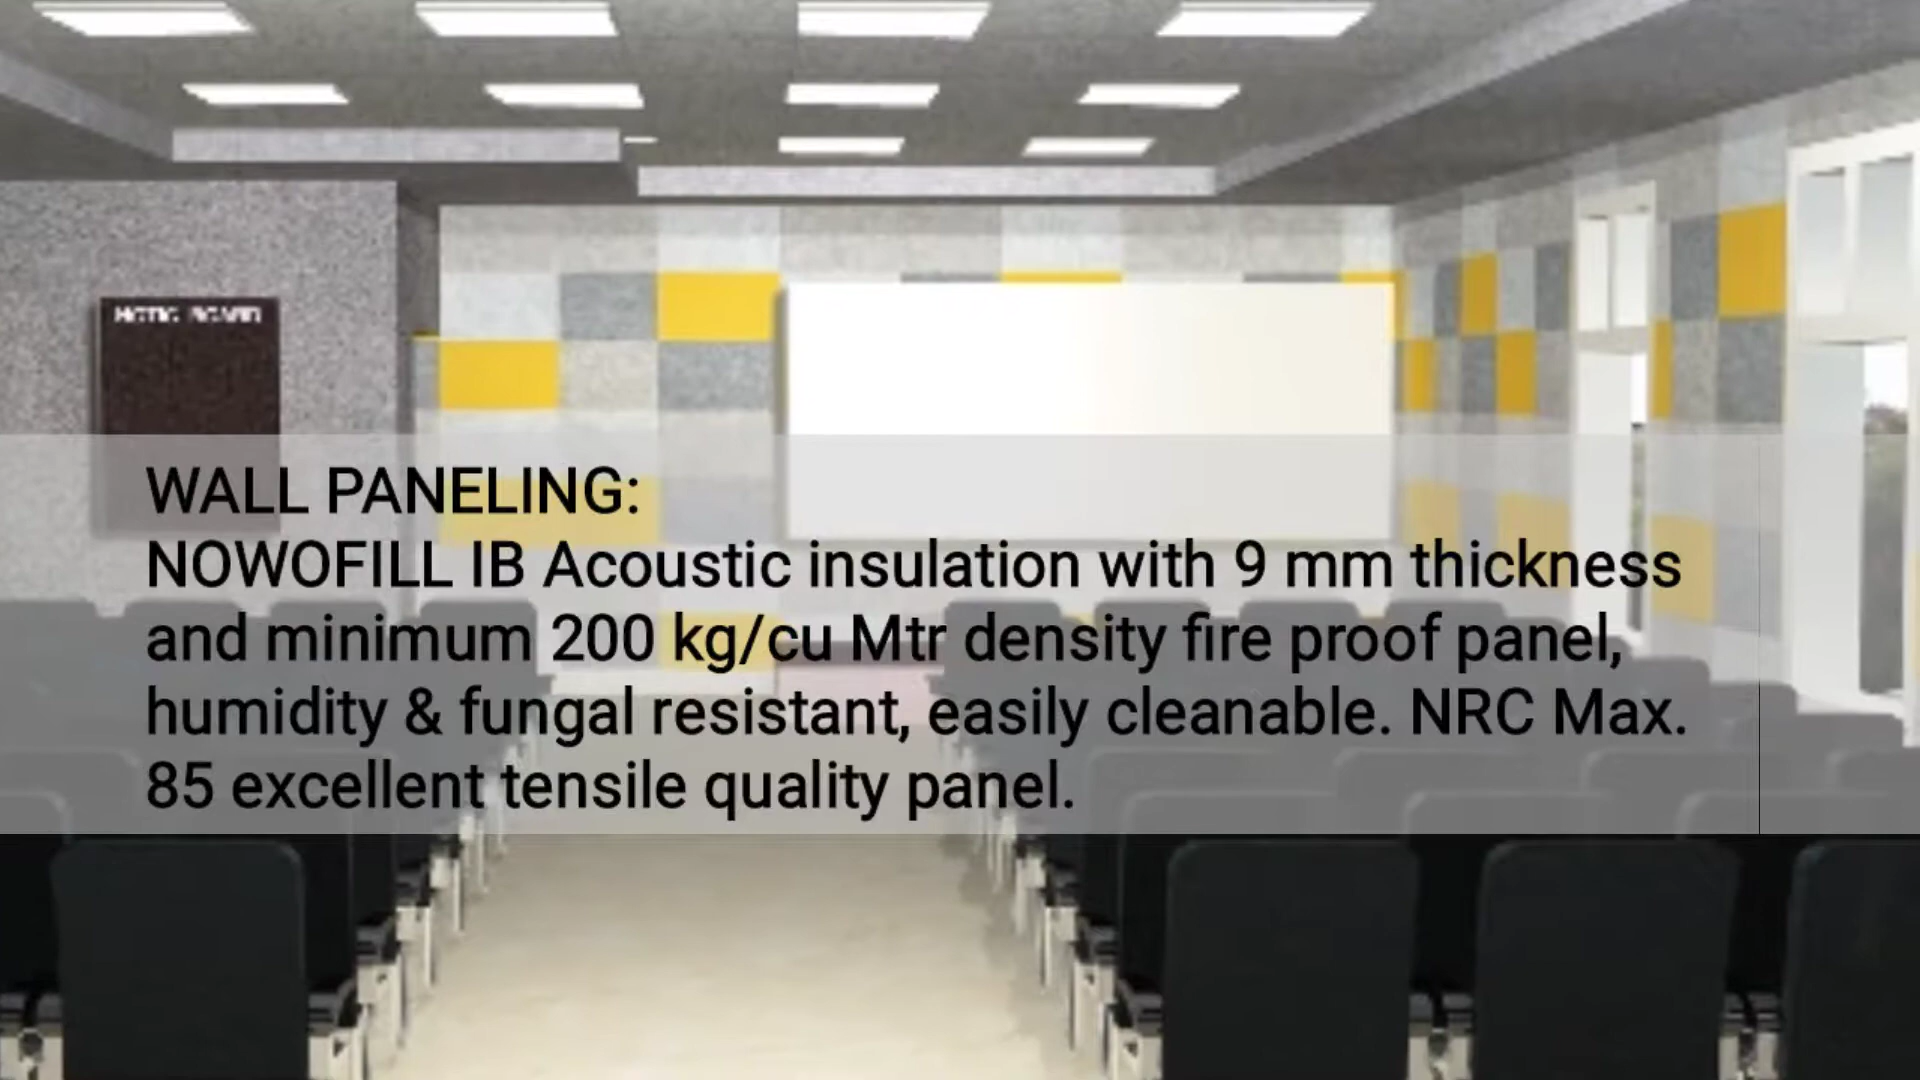 WALL PANELING:
NOWOFILL IB Acoustic insulation with 9 mm thickness
and minimum 200 kg/cu Mtr density fire proof panel,
humidity & fungal resistant, easily cleanable. NRC Max.
85 excellent tensile quality panel.